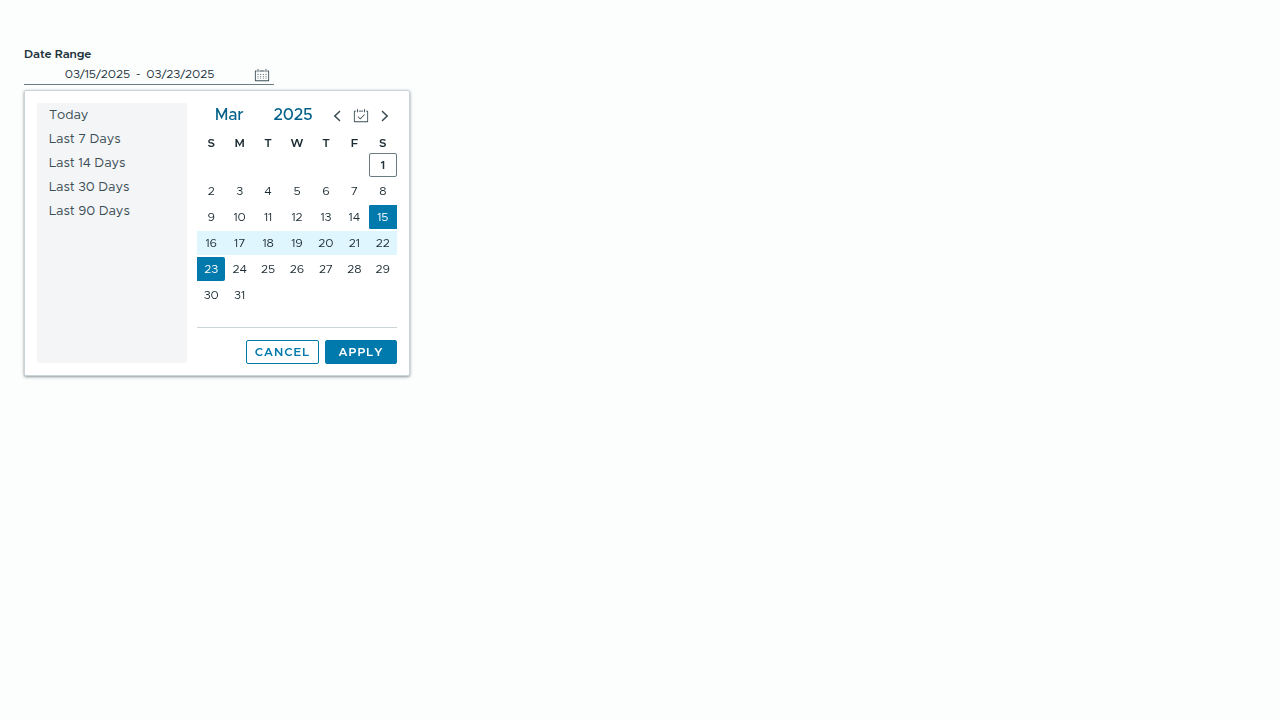 Date Range
03/15/2025 - 03/23/2025
Today
Last 7 Days
Last 14 Days
Last 30 Days
Last 90 Days
Mar 2025
S M T W T F S
1
2 3 4 5 6 7 8
9 10 11 12 13 14 15
16 17 18 19 20 21 22
23 24 25 26 27 28 29
30 31
CANCEL APPLY